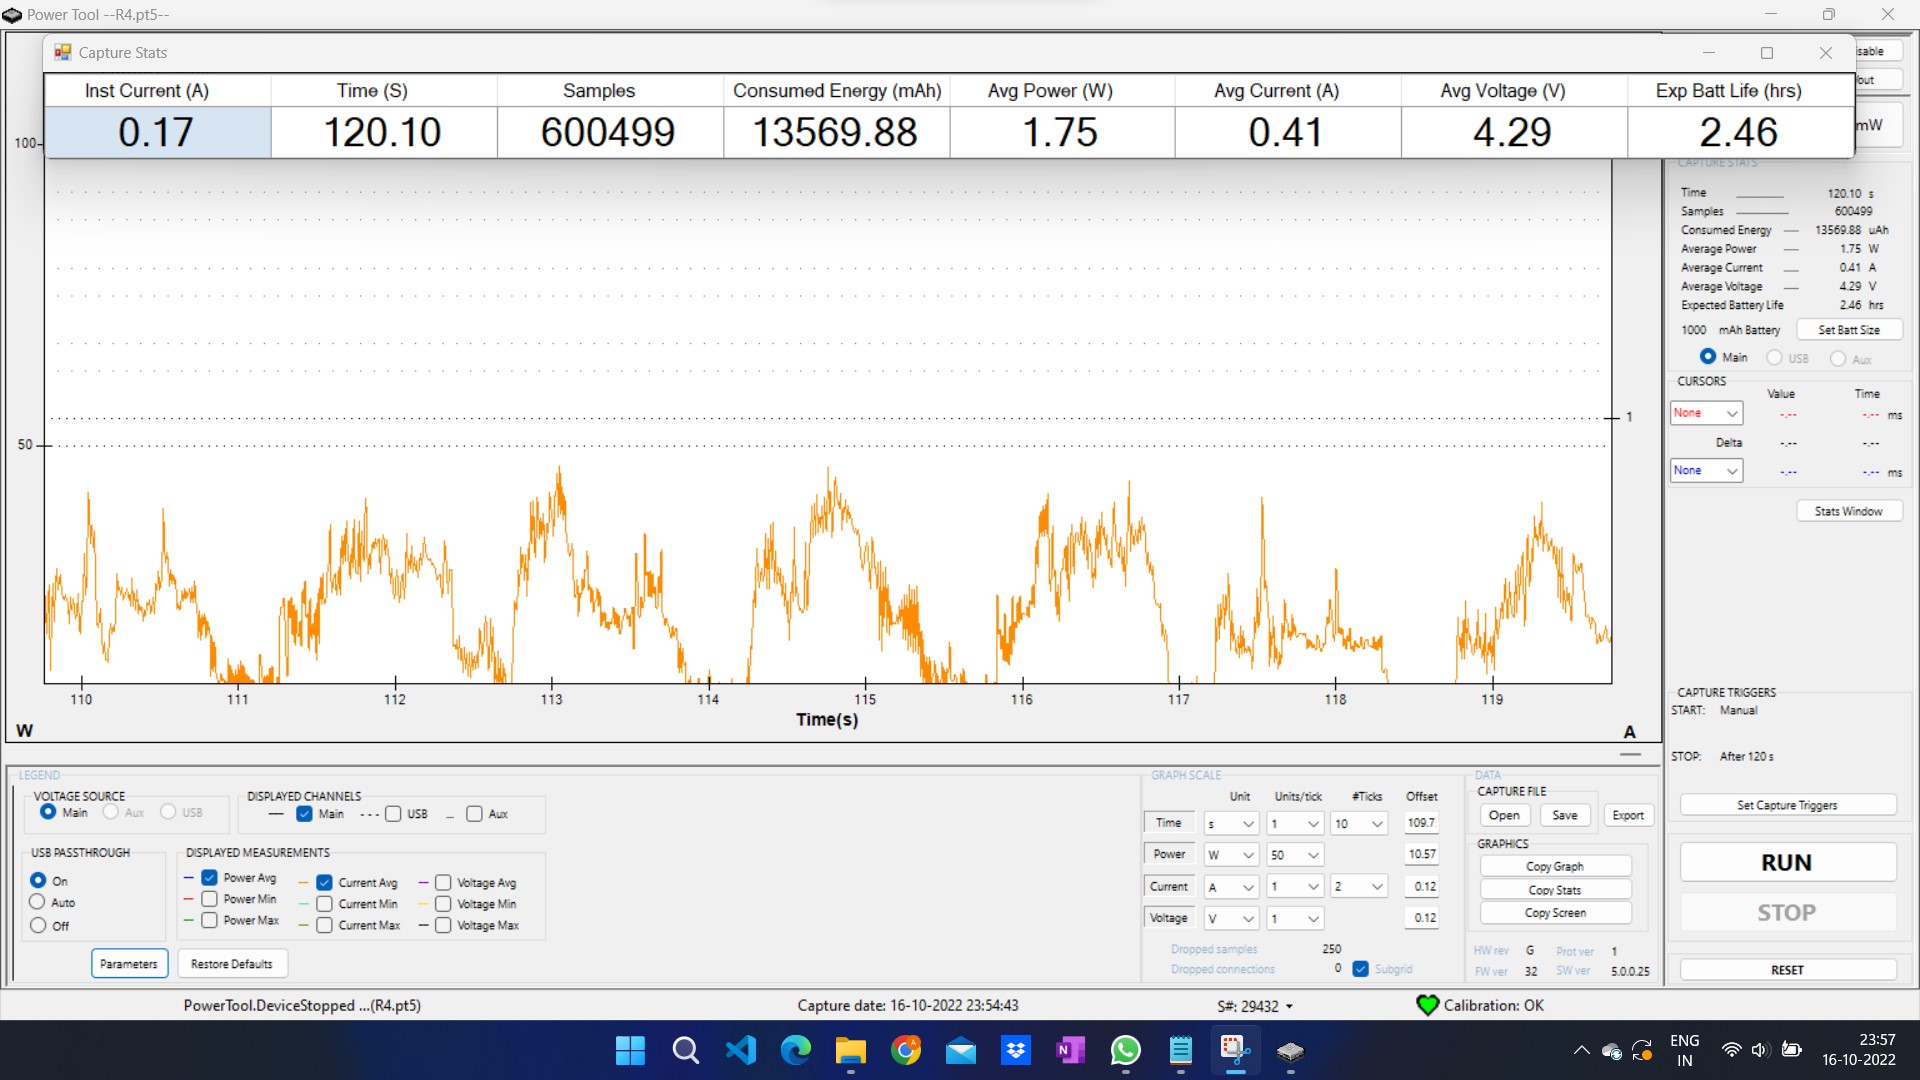 Power Tool --R4.pt5--
Capture Stats
Inst Current (A) Time (S) Samples Consumed Energy (mAh) Avg Power (W) Avg Current (A) Avg Voltage (V) Exp Batt Life (hrs)
0.17 120.10 600499 13569.88 1.75 0.41 4.29 2.46
mW
100
50
1
110 111 112 113 114 115 116 117 118 119
Time(s)
W
A
CAPTURE STATS
Time 120.10 s
Samples 600499
Consumed Energy 13569.88 uAh
Average Power 1.75 W
Average Current 0.41 A
Average Voltage 4.29 V
Expected Battery Life 2.46 hrs
1000 mAh Battery Set Batt Size
Main USB Aux
CURSORS
Value Time
None -.-- -.-- ms
Delta -.-- -.--
None -.-- -.-- ms
Stats Window
CAPTURE TRIGGERS
START: Manual
STOP: After 120 s
Set Capture Triggers
RUN
STOP
RESET
LEGEND
VOLTAGE SOURCE
Main Aux USB
DISPLAYED CHANNELS
Main USB Aux
USB PASSTHROUGH
On
Auto
Off
DISPLAYED MEASUREMENTS
Power Avg Current Avg Voltage Avg
Power Min Current Min Voltage Min
Power Max Current Max Voltage Max
Parameters Restore Defaults
GRAPH SCALE
Unit Units/tick #Ticks Offset
Time s 1 10 109.7
Power W 50 10.57
Current A 1 2 0.12
Voltage V 1 0.12
Dropped samples 250
Dropped connections 0 Subgrid
DATA
CAPTURE FILE
Open Save Export
GRAPHICS
Copy Graph
Copy Stats
Copy Screen
HW rev G Prot ver 1
FW ver 32 SW ver 5.0.0.25
PowerTool.DeviceStopped ...(R4.pt5) Capture date: 16-10-2022 23:54:43 S#: 29432 Calibration: OK
ENG
IN
23:57
16-10-2022